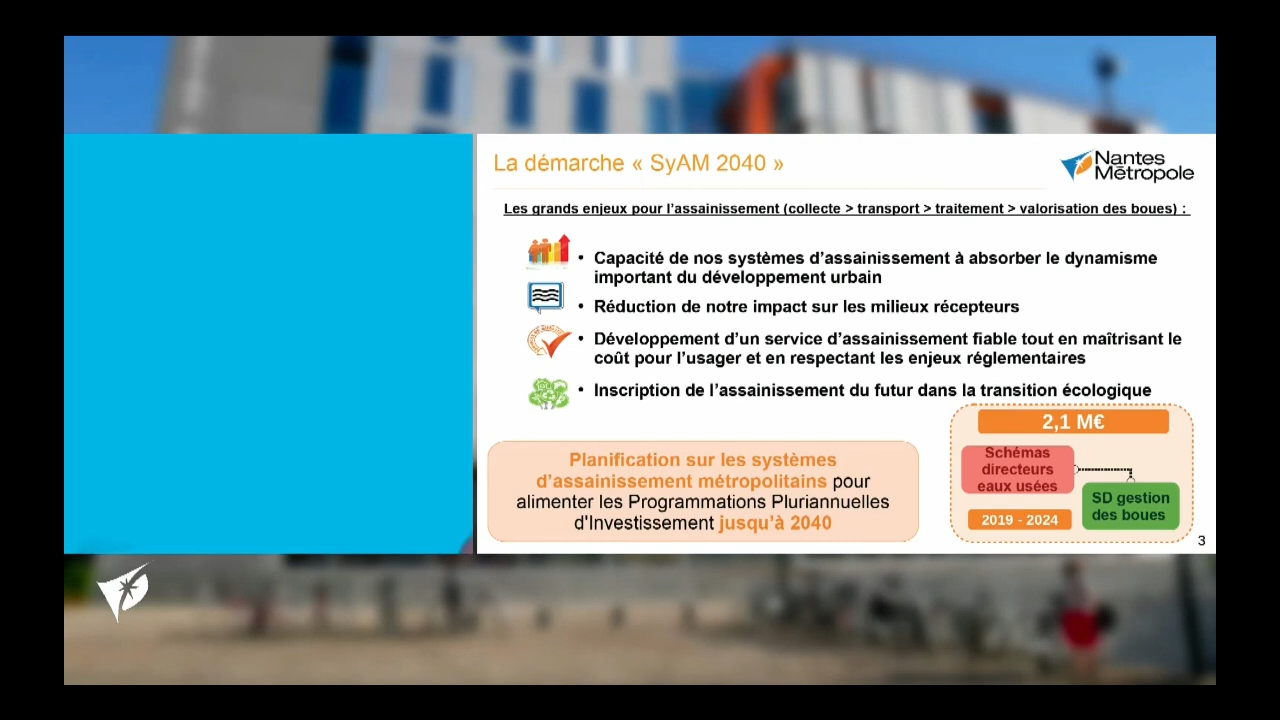 La démarche « SyAM 2040 »
Nantes
Métropole
Les grands enjeux pour l'assainissement (collecte > transport > traitement > valorisation des boues) :
• Capacité de nos systèmes d'assainissement à absorber le dynamisme
important du développement urbain
• Réduction de notre impact sur les milieux récepteurs
• Développement d'un service d'assainissement fiable tout en maîtrisant le
coût pour l'usager et en respectant les enjeux réglementaires
• Inscription de l'assainissement du futur dans la transition écologique
Planification sur les systèmes
d'assainissement métropolitains pour
alimenter les Programmations Pluriannuelles
d'Investissement jusqu'à 2040
2,1 M€
Schémas
directeurs
eaux usées
SD gestion
des boues
2019 - 2024
3